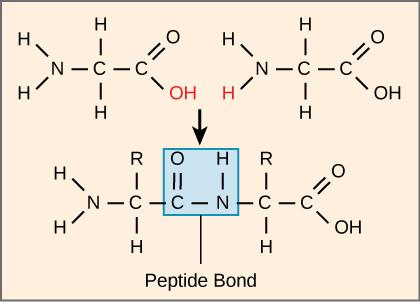 H H O H H O
N C C N C C
H H OH H H OH
R O H R O
H
N C C N C C
H H H OH
Peptide Bond